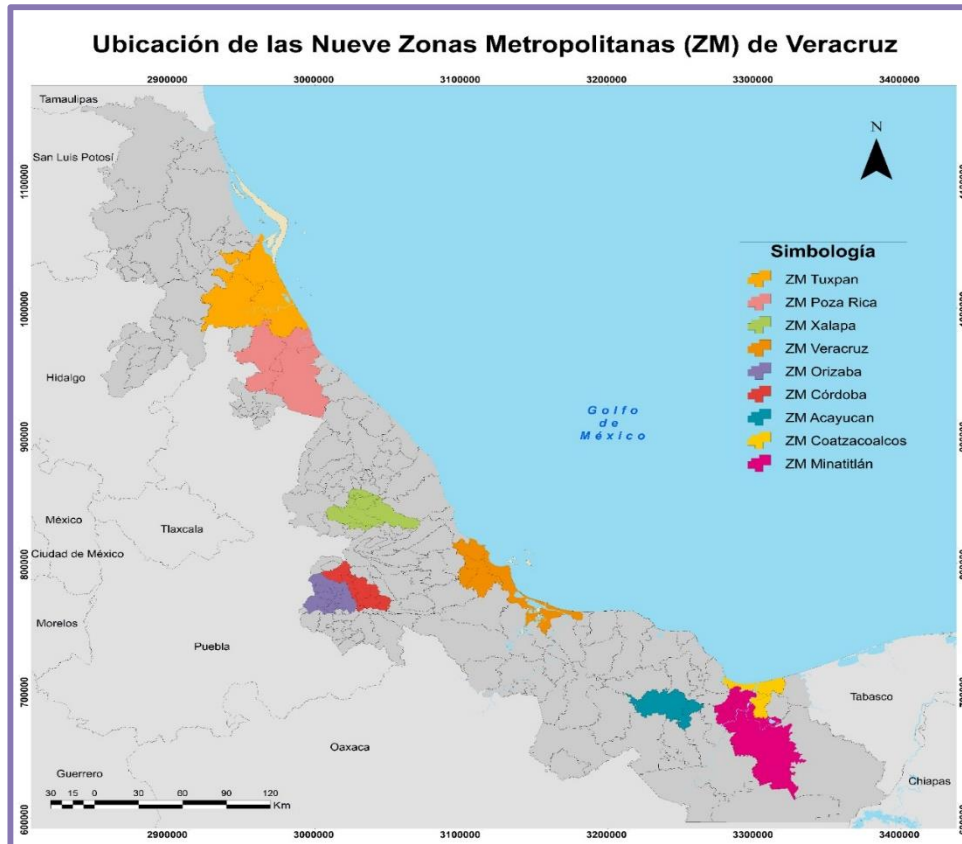 Ubicación de las Nueve Zonas Metropolitanas (ZM) de Veracruz
2900000 3000000 3100000 3200000 3300000 3400000
Tamaulipas
San Luis Potosí
N
1100000
Simbología
ZM Tuxpan
ZM Poza Rica
ZM Xalapa
ZM Veracruz
ZM Orizaba
ZM Córdoba
ZM Acayucan
ZM Coatzacoalcos
ZM Minatitlán
1000000
Hidalgo
Golfo
de
México
900000
México
Tlaxcala
Ciudad de México
800000
Morelos
Puebla
700000
Tabasco
Oaxaca
Guerrero
Chiapas
30 15 0 30 60 90 120
Km
600000
2900000 3000000 3100000 3200000 3300000 3400000